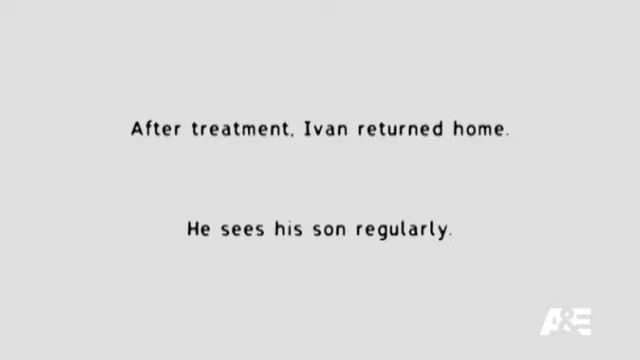 After treatment, Ivan returned home.
He sees his son regularly.
A&E